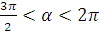 3π/2 < α < 2π